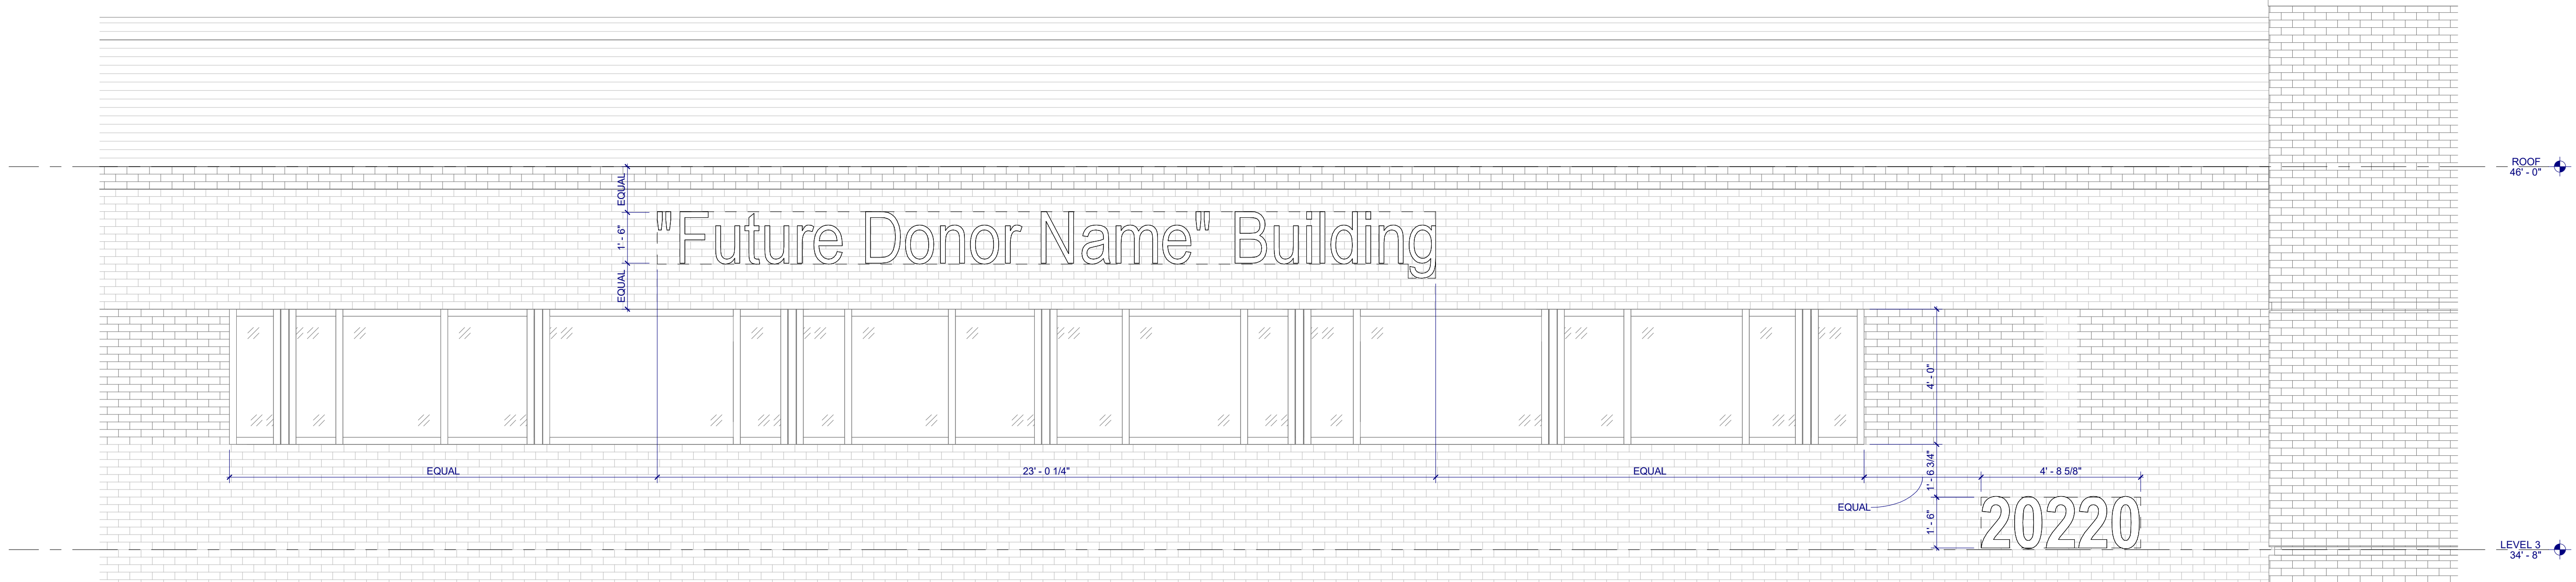 ROOF
46' - 0"
EQUAL
1' - 6"
EQUAL
"Future Donor Name" Building
4' - 0"
EQUAL
23' - 0 1/4"
EQUAL
1' - 6 3/4"
4' - 8 5/8"
EQUAL
1' - 6"
20220
LEVEL 3
34' - 8"